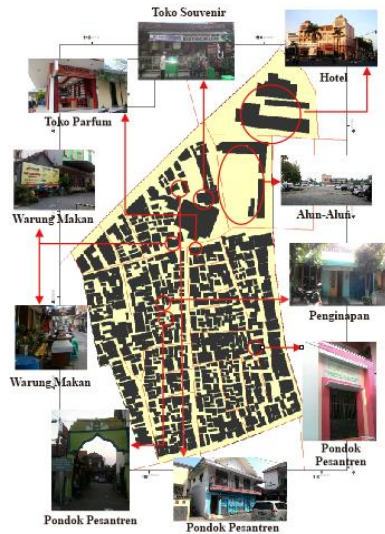 Toko Souvenir
Hotel
Toko Parfum
Warung Makan
Alun-Alun
Penginapan
Warung Makan
Pondok
Pesantren
Pondok Pesantren
Pondok Pesantren